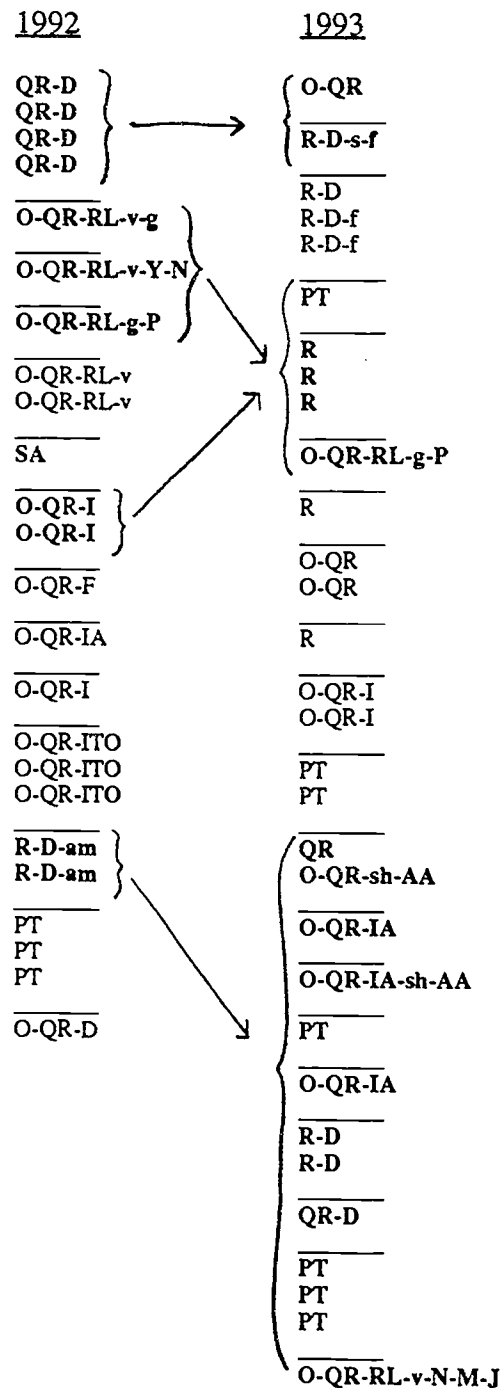 1992
QR-D
QR-D
QR-D
QR-D
O-QR-RL-v-g
O-QR-RL-v-Y-N
O-QR-RL-g-P
O-QR-RL-v
O-QR-RL-v
SA
O-QR-I
O-QR-I
O-QR-F
O-QR-IA
O-QR-I
O-QR-ITO
O-QR-ITO
O-QR-ITO
R-D-am
R-D-am
PT
PT
PT
O-QR-D
1993
O-QR
R-D-s-f
R-D
R-D-f
R-D-f
PT
R
R
R
O-QR-RL-g-P
R
O-QR
O-QR
R
O-QR-I
O-QR-I
PT
PT
QR
O-QR-sh-AA
O-QR-IA
O-QR-IA-sh-AA
PT
O-QR-IA
R-D
R-D
QR-D
PT
PT
PT
O-QR-RL-v-N-M-J